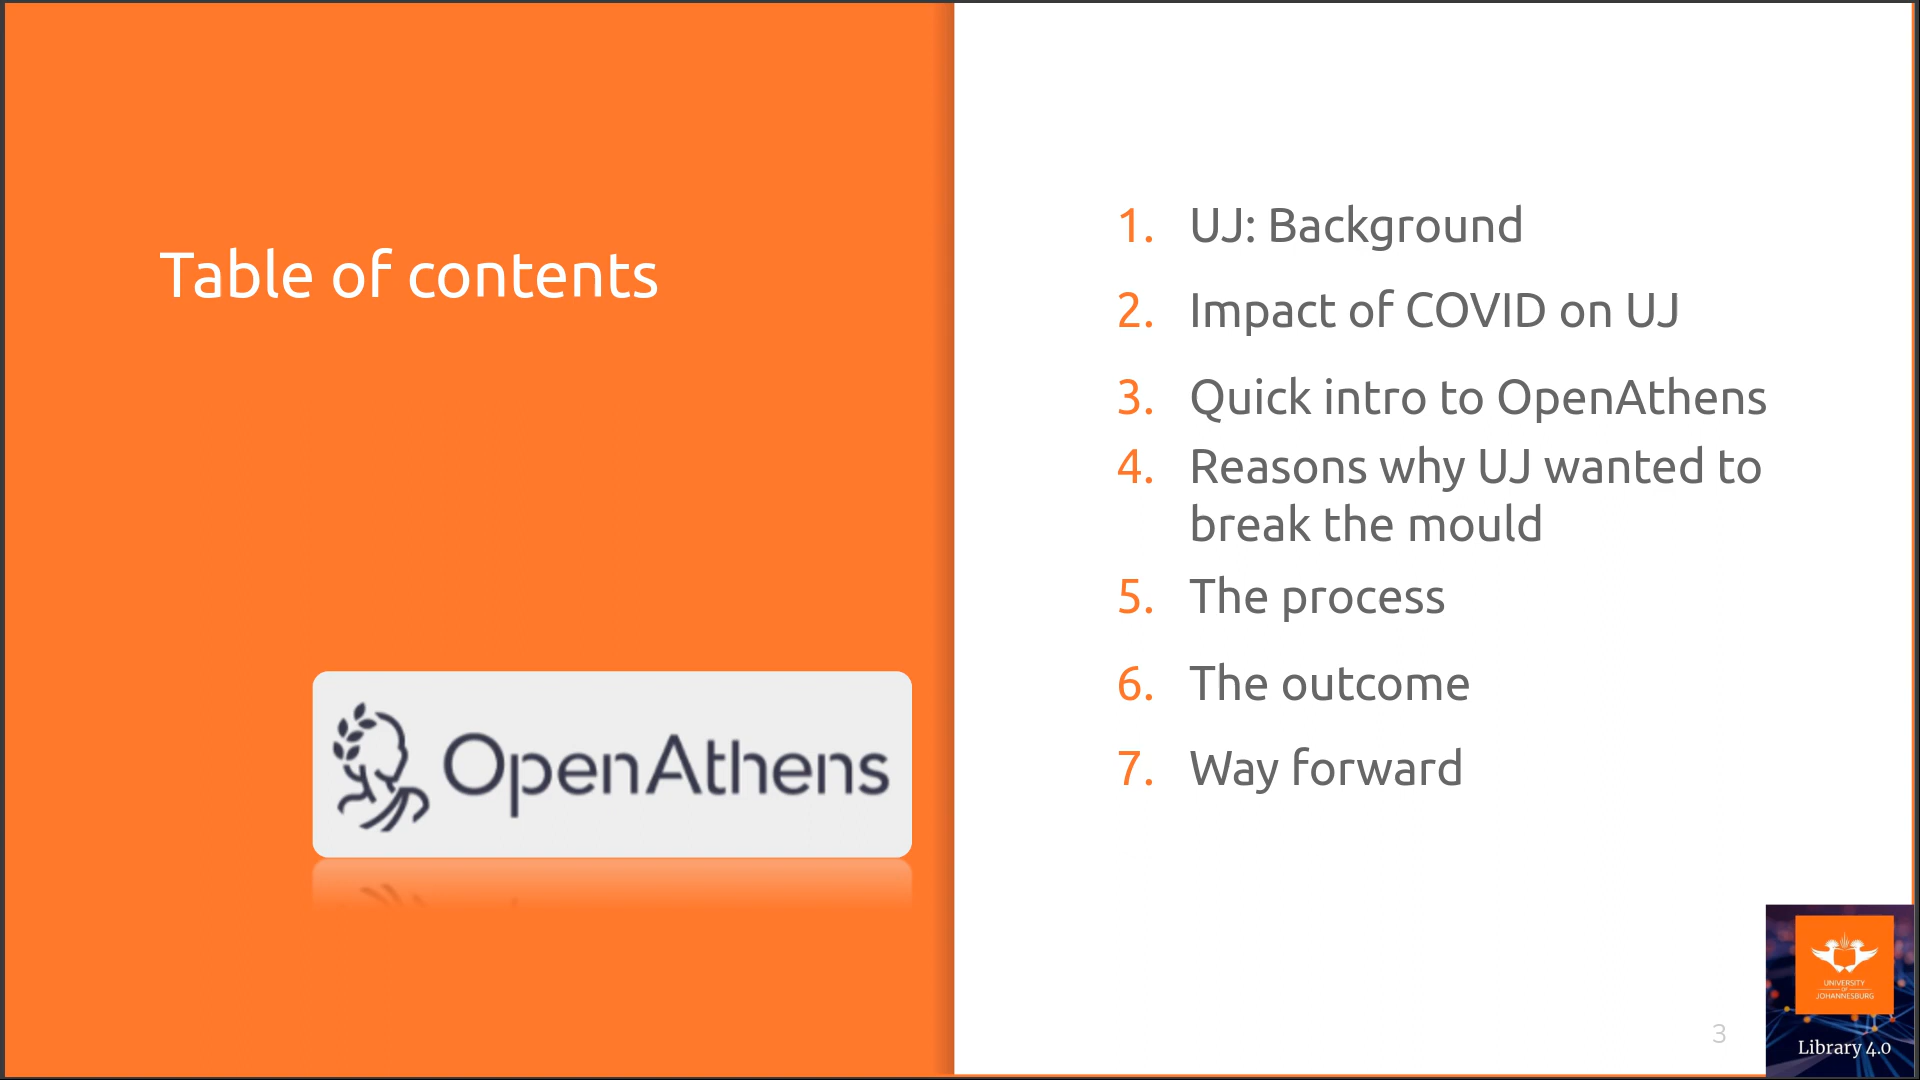 Table of contents
OpenAthens
1. UJ: Background
2. Impact of COVID on UJ
3. Quick intro to OpenAthens
4. Reasons why UJ wanted to
break the mould
5. The process
6. The outcome
7. Way forward
3
UNIVERSITY
OF
JOHANNESBURG
Library 4.0